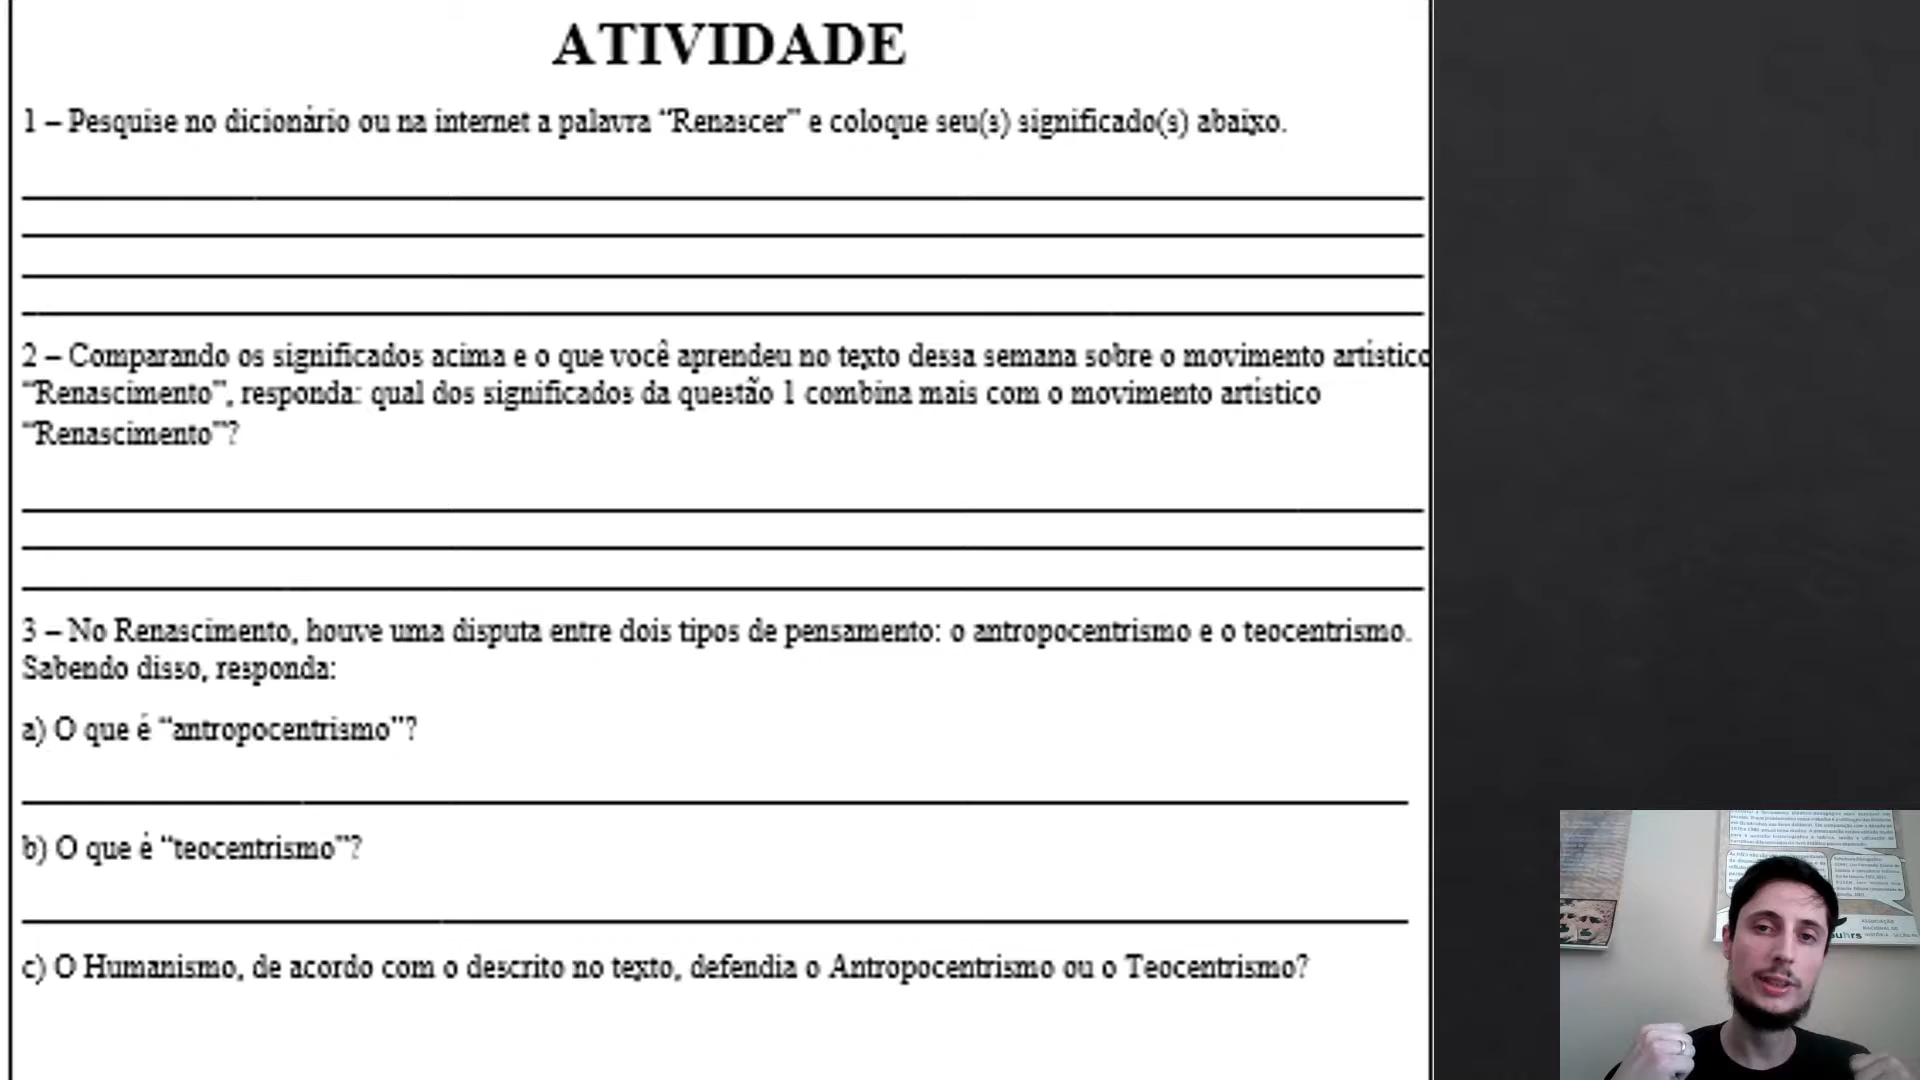 ATIVIDADE
1 – Pesquise no dicionário ou na internet a palavra “Renascer” e coloque seu(s) significado(s) abaixo.
2 – Comparando os significados acima e o que você aprendeu no texto dessa semana sobre o movimento artístico
“Renascimento”, responda: qual dos significados da questão 1 combina mais com o movimento artístico
“Renascimento”?
3 – No Renascimento, houve uma disputa entre dois tipos de pensamento: o antropocentrismo e o teocentrismo.
Sabendo disso, responda:
a) O que é “antropocentrismo”?
b) O que é “teocentrismo”?
c) O Humanismo, de acordo com o descrito no texto, defendia o Antropocentrismo ou o Teocentrismo?
ASSOCIAÇÃO
NACIONAL DE